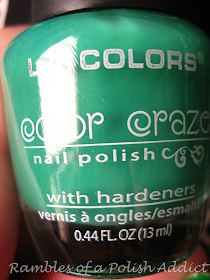 L.A. COLORS®
color craze
nail polish
with hardeners
vernis à ongles/esmalte
0.44 FL.OZ (13 ml)
Rambles of a Polish Addict